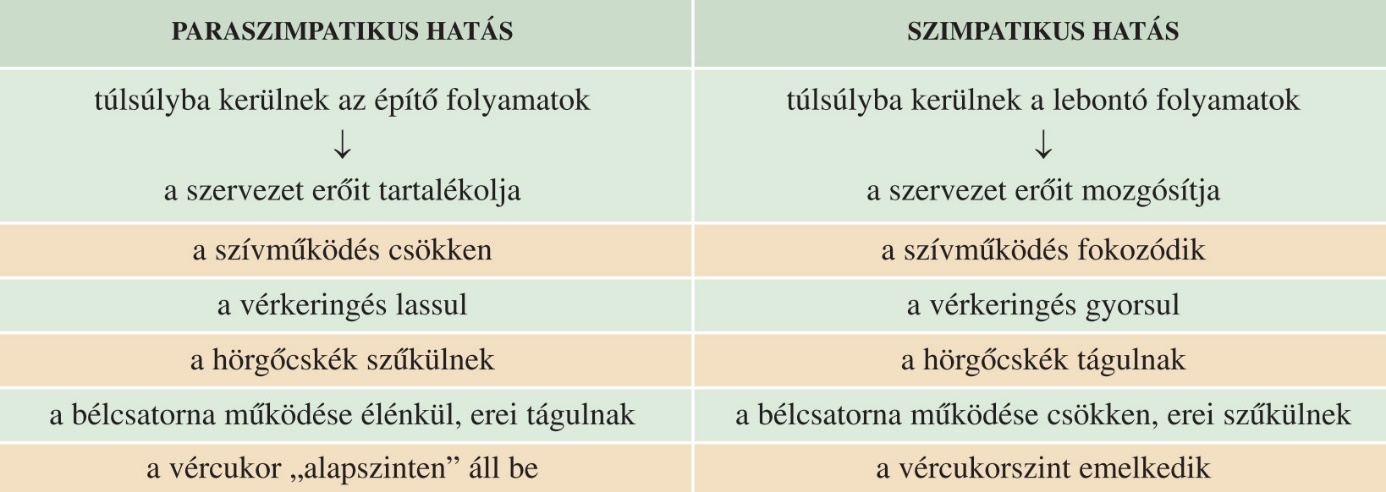 PARASZIMPATIKUS HATÁS
SZIMPATIKUS HATÁS
túlsúlyba kerülnek az építő folyamatok
↓
a szervezet erőit tartalékolja
túlsúlyba kerülnek a lebontó folyamatok
↓
a szervezet erőit mozgósítja
a szívműködés csökken
a szívműködés fokozódik
a vérkeringés lassul
a vérkeringés gyorsul
a hörgőcskék szűkülnek
a hörgőcskék tágulnak
a bélcsatorna működése élénkül, erei tágulnak
a bélcsatorna működése csökken, erei szűkülnek
a vércukor „alapszinten” áll be
a vércukorszint emelkedik